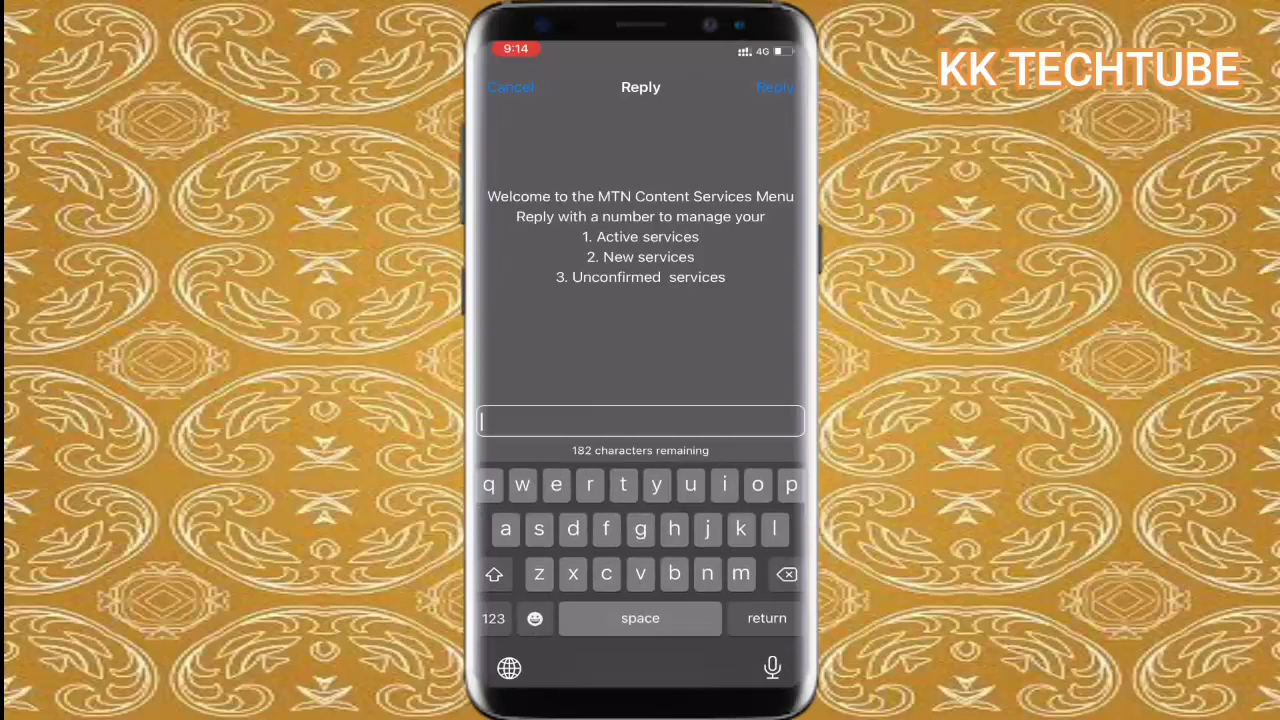 KK TECHTUBE
9:14
4G
Cancel
Reply
Reply
Welcome to the MTN Content Services Menu
Reply with a number to manage your
1. Active services
2. New services
3. Unconfirmed  services
182 characters remaining
q w e r t y u i o p
a s d f g h j k l
z x c v b n m
123 space return